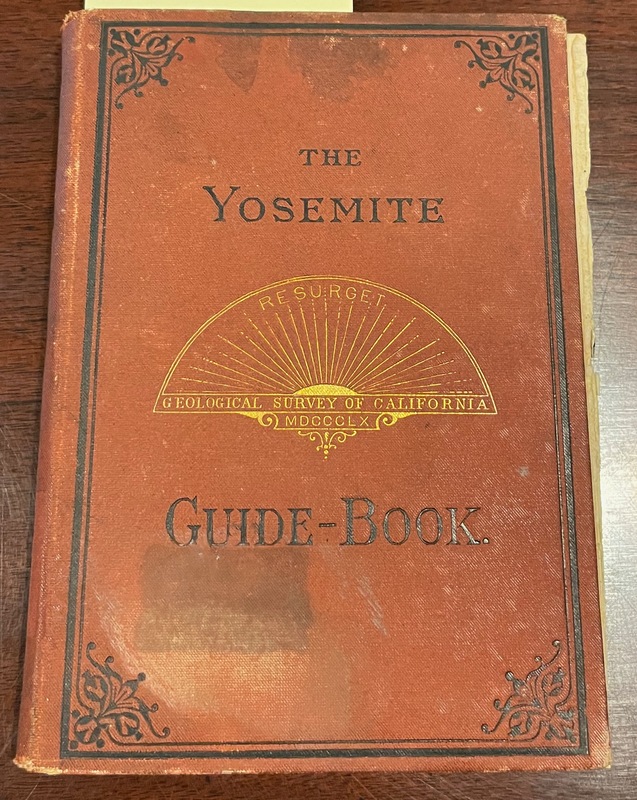 THE
YOSEMITE
RESURGET
GEOLOGICAL SURVEY OF CALIFORNIA
MDCCCLX
GUIDE-BOOK.